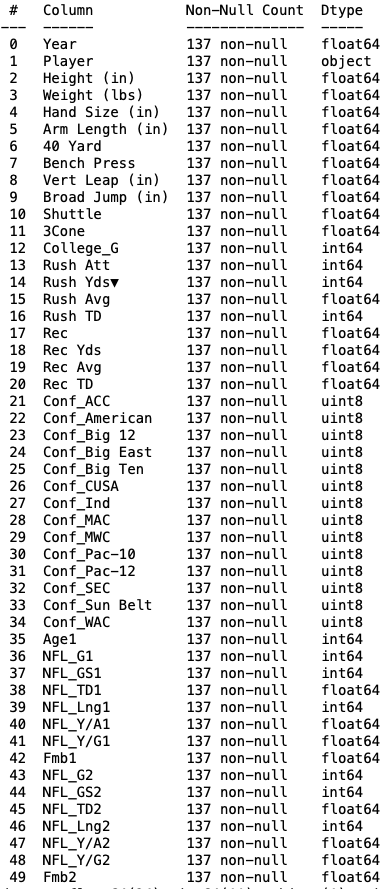 #   Column           Non-Null Count  Dtype
---  ------           --------------  -----
0   Year             137 non-null    float64
1   Player           137 non-null    object
2   Height (in)      137 non-null    float64
3   Weight (lbs)     137 non-null    float64
4   Hand Size (in)   137 non-null    float64
5   Arm Length (in)  137 non-null    float64
6   40 Yard          137 non-null    float64
7   Bench Press      137 non-null    float64
8   Vert Leap (in)   137 non-null    float64
9   Broad Jump (in)  137 non-null    float64
10  Shuttle          137 non-null    float64
11  3Cone            137 non-null    float64
12  College_G        137 non-null    int64
13  Rush Att         137 non-null    int64
14  Rush Yds▼        137 non-null    int64
15  Rush Avg         137 non-null    float64
16  Rush TD          137 non-null    int64
17  Rec              137 non-null    float64
18  Rec Yds          137 non-null    float64
19  Rec Avg          137 non-null    float64
20  Rec TD           137 non-null    float64
21  Conf_ACC         137 non-null    uint8
22  Conf_American    137 non-null    uint8
23  Conf_Big 12      137 non-null    uint8
24  Conf_Big East    137 non-null    uint8
25  Conf_Big Ten     137 non-null    uint8
26  Conf_CUSA        137 non-null    uint8
27  Conf_Ind         137 non-null    uint8
28  Conf_MAC         137 non-null    uint8
29  Conf_MWC         137 non-null    uint8
30  Conf_Pac-10      137 non-null    uint8
31  Conf_Pac-12      137 non-null    uint8
32  Conf_SEC         137 non-null    uint8
33  Conf_Sun Belt    137 non-null    uint8
34  Conf_WAC         137 non-null    uint8
35  Age1             137 non-null    int64
36  NFL_G1           137 non-null    int64
37  NFL_GS1          137 non-null    int64
38  NFL_TD1          137 non-null    float64
39  NFL_Lng1         137 non-null    int64
40  NFL_Y/A1         137 non-null    float64
41  NFL_Y/G1         137 non-null    float64
42  Fmb1             137 non-null    float64
43  NFL_G2           137 non-null    int64
44  NFL_GS2          137 non-null    int64
45  NFL_TD2          137 non-null    float64
46  NFL_Lng2         137 non-null    int64
47  NFL_Y/A2         137 non-null    float64
48  NFL_Y/G2         137 non-null    float64
49  Fmb2             137 non-null    float64